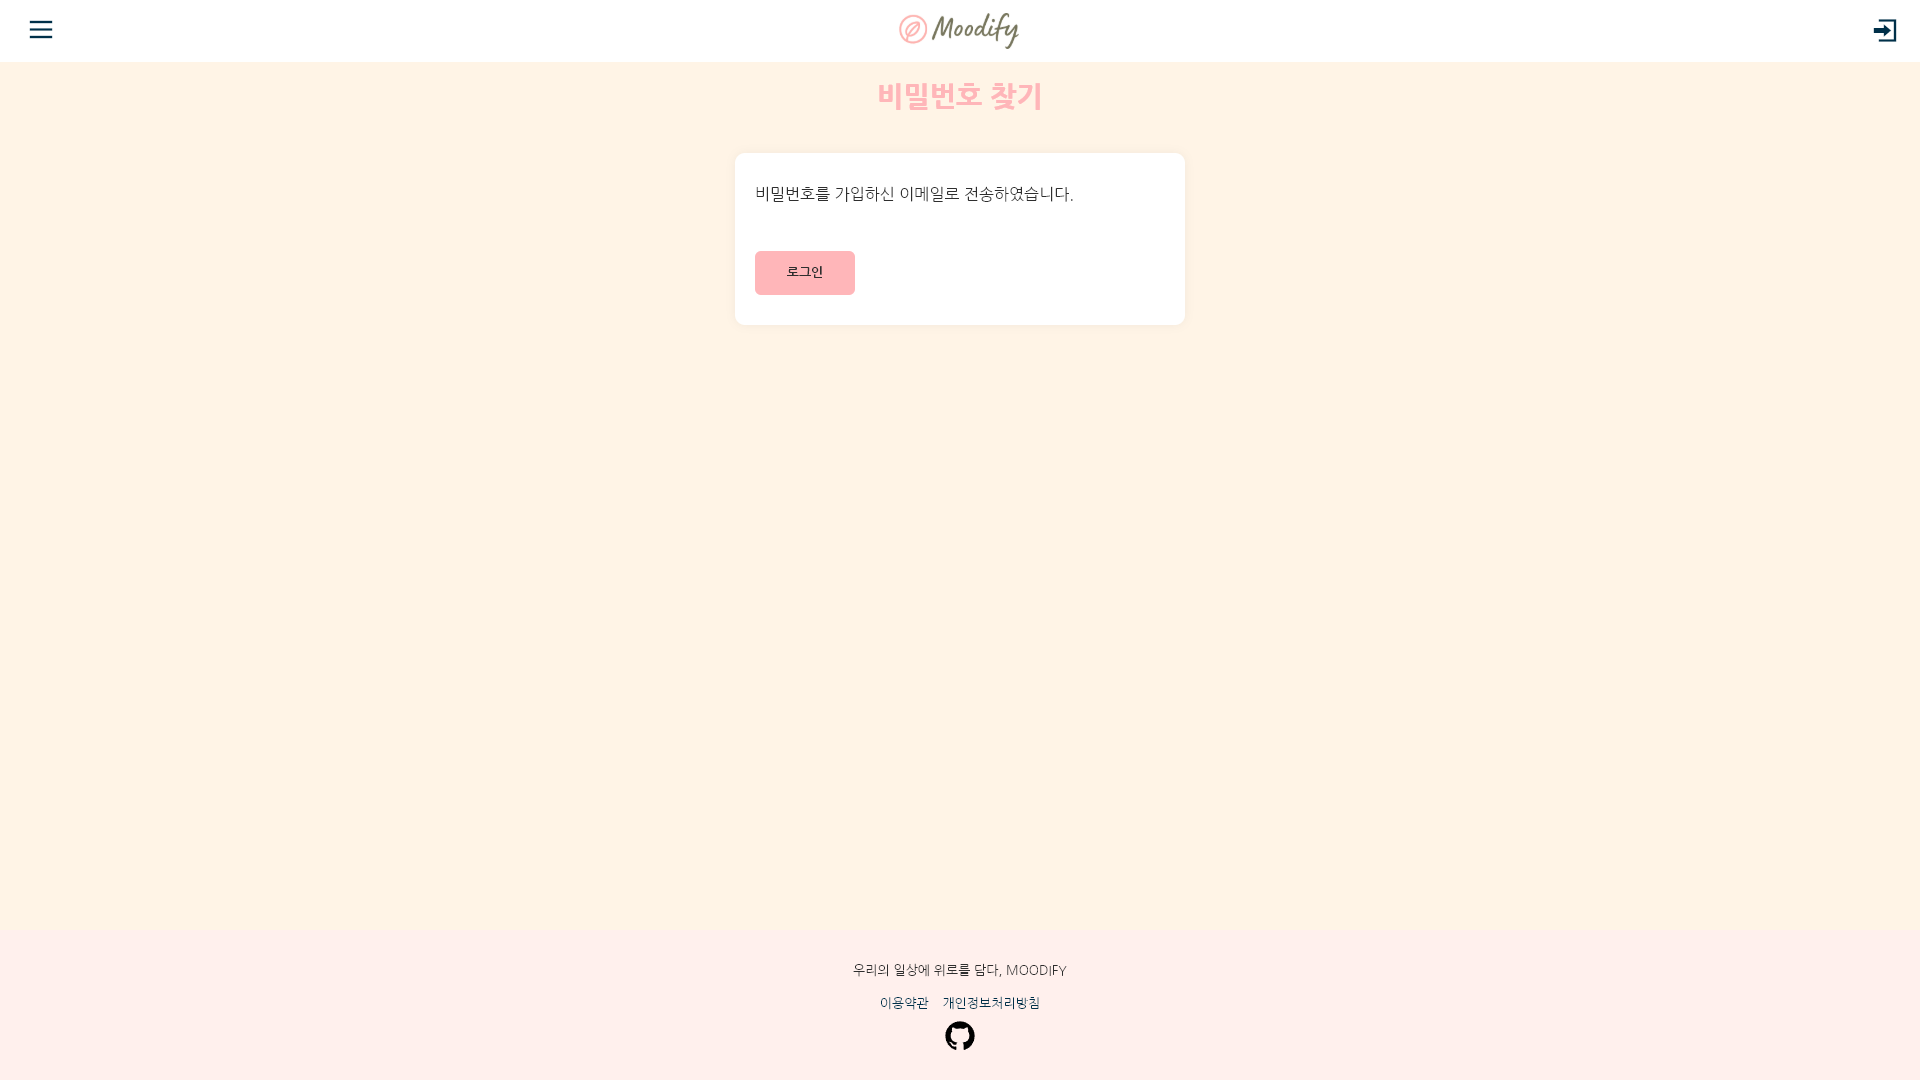 Moodify
비밀번호 찾기
비밀번호를 가입하신 이메일로 전송하였습니다.
로그인
우리의 일상에 위로를 담다, MOODIFY
이용약관 개인정보처리방침